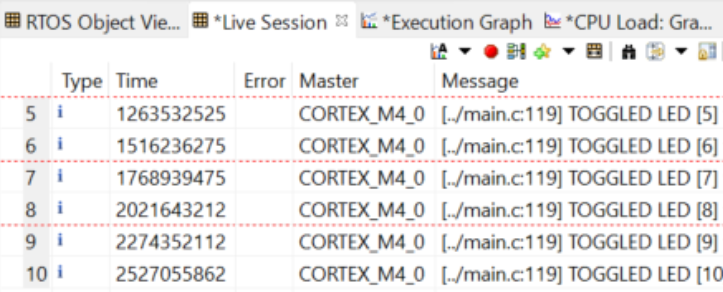 RTOS Object Vie... *Live Session *Execution Graph *CPU Load: Gra...
Type Time Error Master Message
5 i 1263532525 CORTEX_M4_0 [../main.c:119] TOGGLED LED [5]
6 i 1516236275 CORTEX_M4_0 [../main.c:119] TOGGLED LED [6]
7 i 1768939475 CORTEX_M4_0 [../main.c:119] TOGGLED LED [7]
8 i 2021643212 CORTEX_M4_0 [../main.c:119] TOGGLED LED [8]
9 i 2274352112 CORTEX_M4_0 [../main.c:119] TOGGLED LED [9]
10 i 2527055862 CORTEX_M4_0 [../main.c:119] TOGGLED LED [10